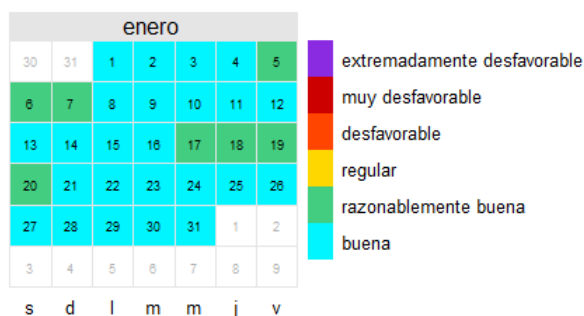 enero
30 31 1 2 3 4 5
6 7 8 9 10 11 12
13 14 15 16 17 18 19
20 21 22 23 24 25 26
27 28 29 30 31 1 2
3 4 5 6 7 8 9
s d l m m j v
extremadamente desfavorable
muy desfavorable
desfavorable
regular
razonablemente buena
buena